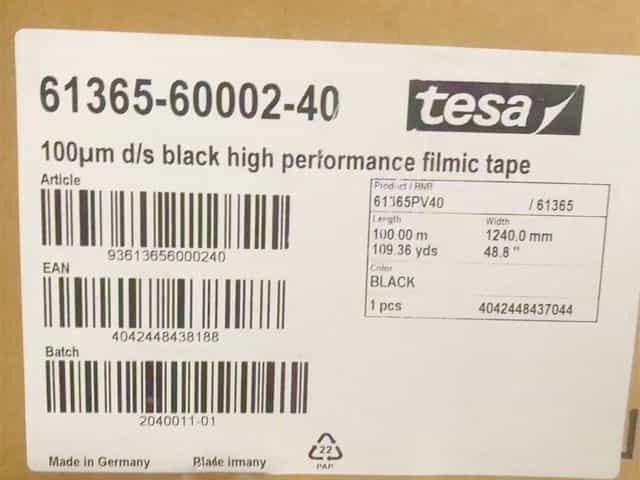 61365-60002-40
tesa
100µm d/s black high performance filmic tape
Article
93613656000240
EAN
4042448438188
Batch
2040011-01
Product / BNR
61365PV40 / 61365
Length Width
100.00 m 1240.0 mm
109.36 yds 48.8 "
Color
BLACK
1 pcs 4042448437044
Made in Germany
22
PAP